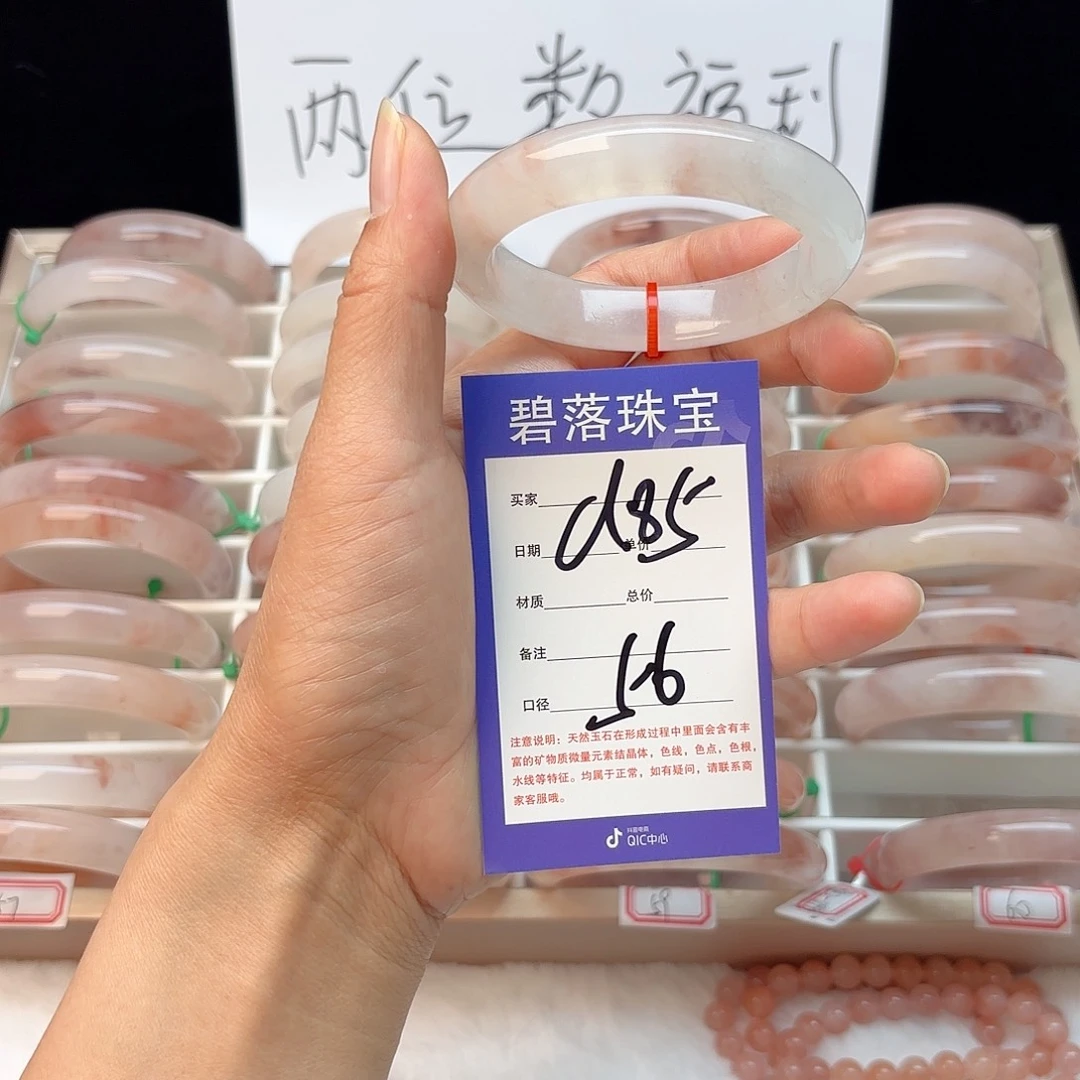 两位数福利
碧落珠宝
买家
d85
日期 单价
材质 总价
备注
56
口径
注意说明：天然玉石在形成过程中里面会含有丰
富的矿物质微量元素结晶体，色线，色点，色根，
水线等特征。均属于正常，如有疑问，请联系商
家客服哦。
抖音电商
QIC中心